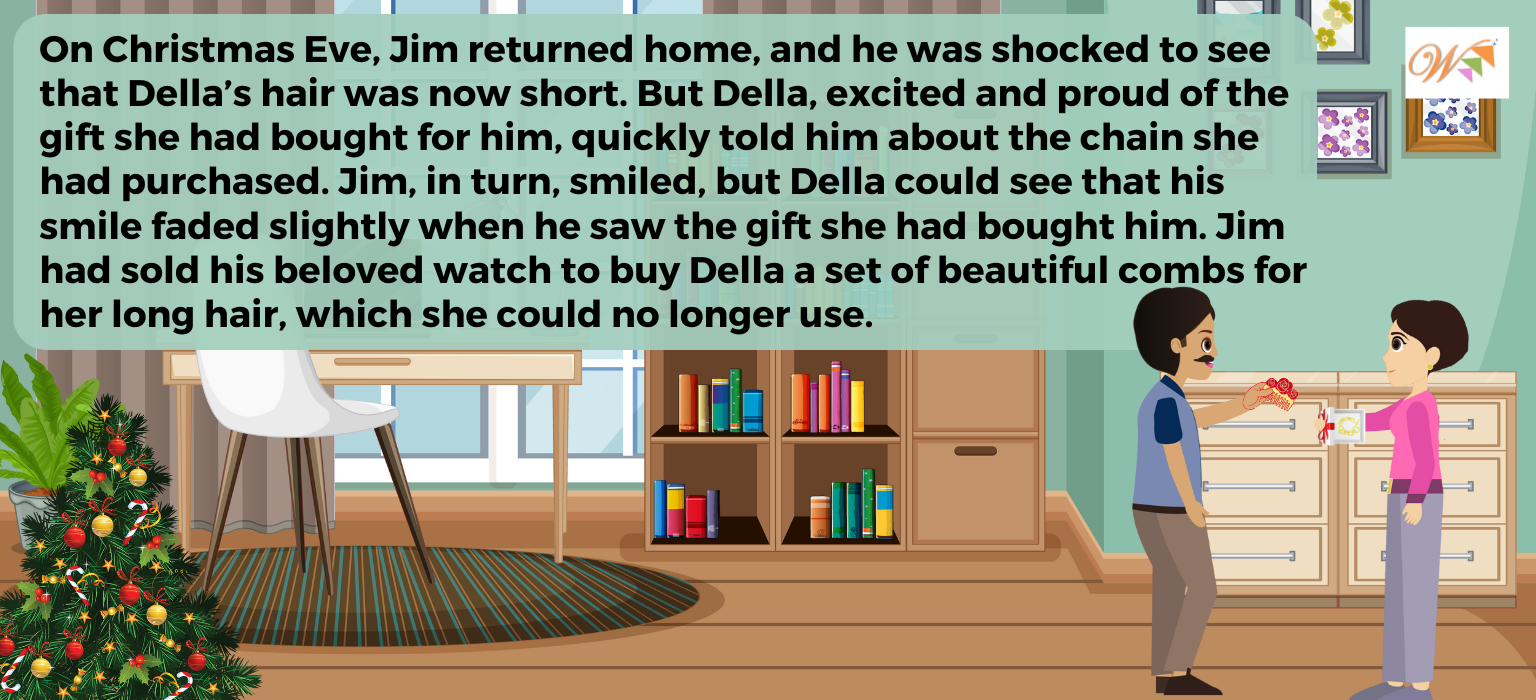 On Christmas Eve, Jim returned home, and he was shocked to see
that Della’s hair was now short. But Della, excited and proud of the
gift she had bought for him, quickly told him about the chain she
had purchased. Jim, in turn, smiled, but Della could see that his
smile faded slightly when he saw the gift she had bought him. Jim
had sold his beloved watch to buy Della a set of beautiful combs for
her long hair, which she could no longer use.
W